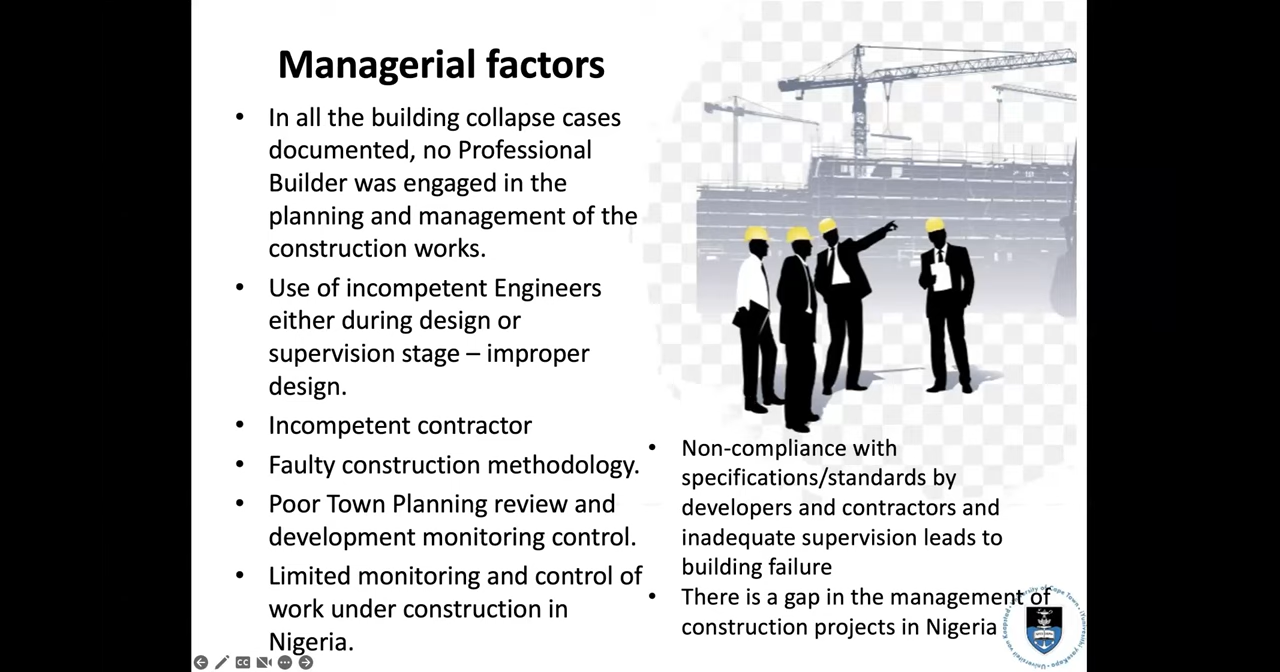 Managerial factors
• In all the building collapse cases
documented, no Professional
Builder was engaged in the
planning and management of the
construction works.
• Use of incompetent Engineers
either during design or
supervision stage – improper
design.
• Incompetent contractor
• Faulty construction methodology.
• Poor Town Planning review and
development monitoring control.
• Limited monitoring and control of
work under construction in
Nigeria.
• Non-compliance with
specifications/standards by
developers and contractors and
inadequate supervision leads to
building failure
• There is a gap in the management of
construction projects in Nigeria
CC